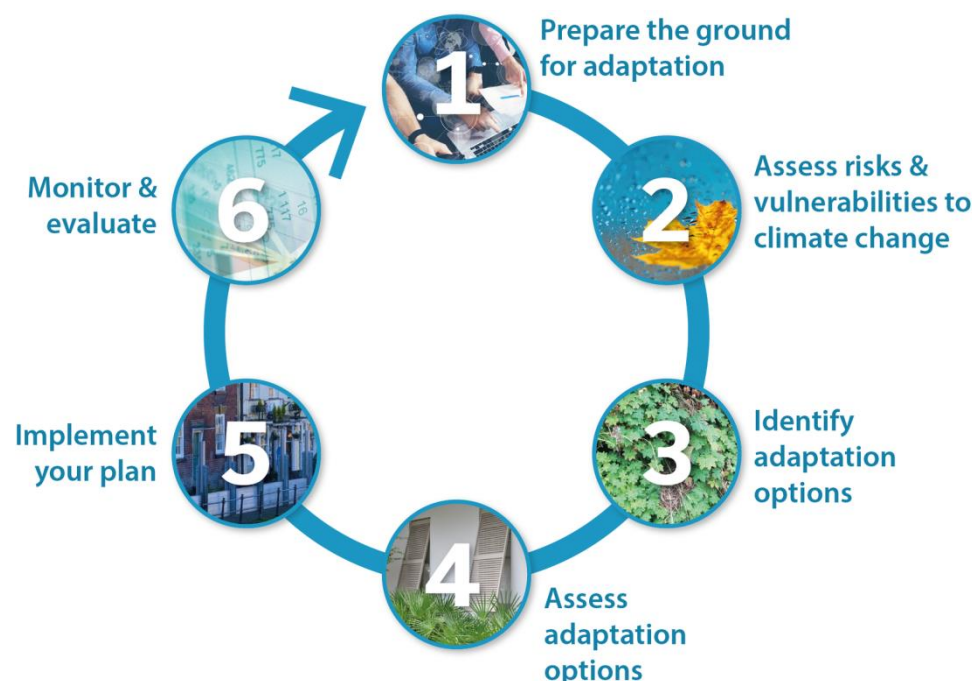 1
Prepare the ground
for adaptation
2
Assess risks &
vulnerabilities to
climate change
3
Identify
adaptation
options
4
Assess
adaptation
options
5
Implement
your plan
6
Monitor &
evaluate